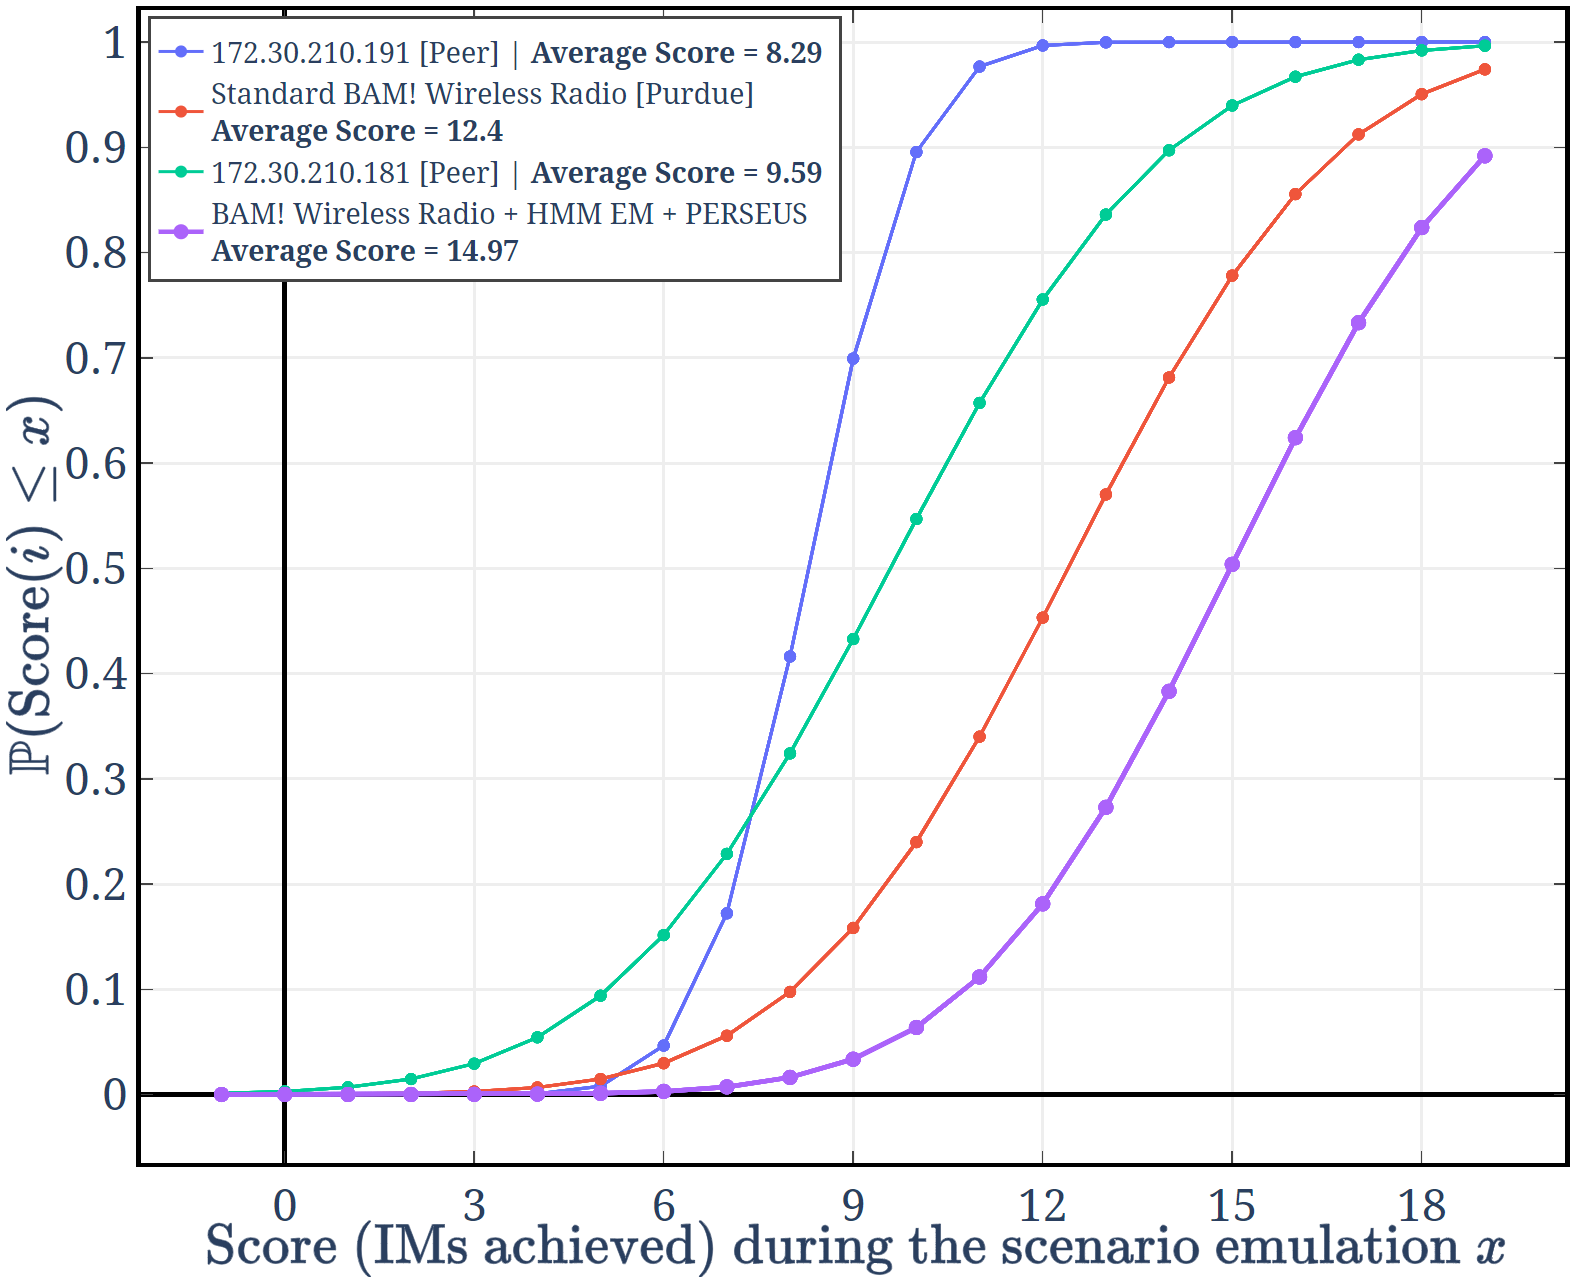 172.30.210.191 [Peer] | Average Score = 8.29
Standard BAM! Wireless Radio [Purdue]
Average Score = 12.4
172.30.210.181 [Peer] | Average Score = 9.59
BAM! Wireless Radio + HMM EM + PERSEUS
Average Score = 14.97
1
0.9
0.8
0.7
0.6
0.5
0.4
0.3
0.2
0.1
0
ℙ(Score(i) ≤ x)
0 3 6 9 12 15 18
Score (IMs achieved) during the scenario emulation x